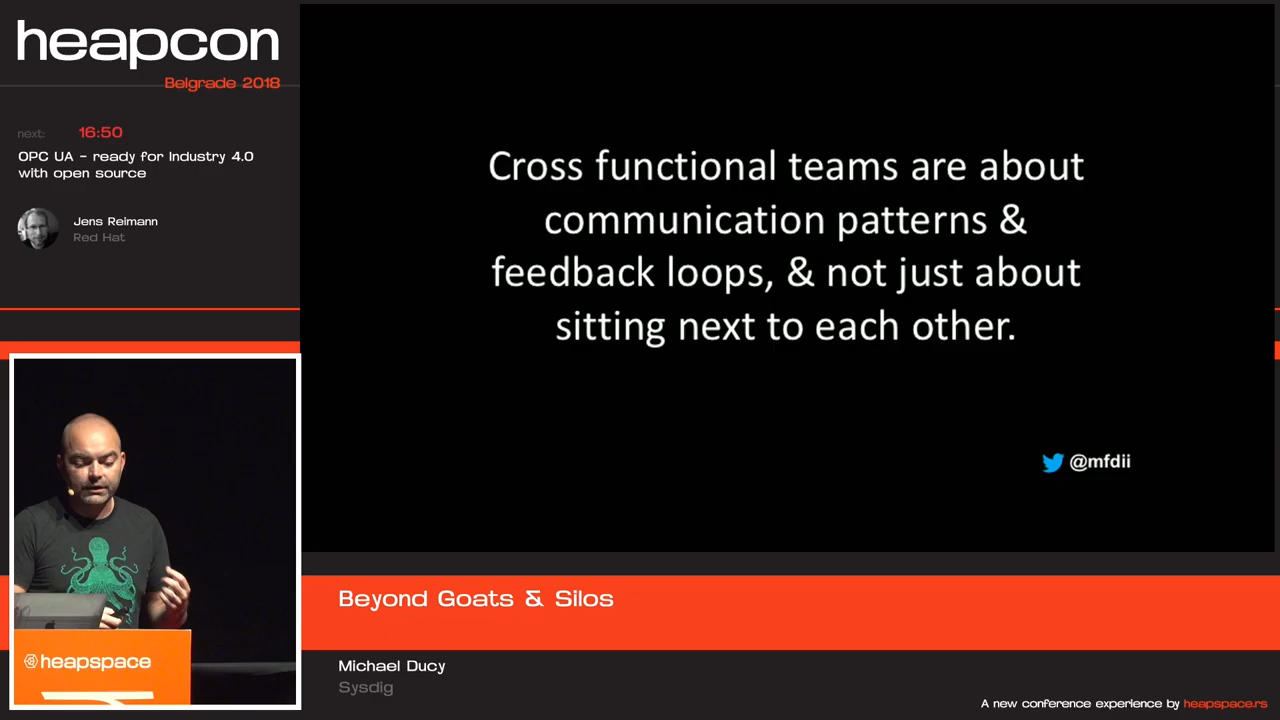 heapcon
Belgrade 2018
next: 16:50
OPC UA - ready for Industry 4.0
with open source
Jens Reimann
Red Hat
Cross functional teams are about
communication patterns &
feedback loops, & not just about
sitting next to each other.
@mfdii
heapspace
Beyond Goats & Silos
Michael Ducy
Sysdig
A new conference experience by heapspace.rs